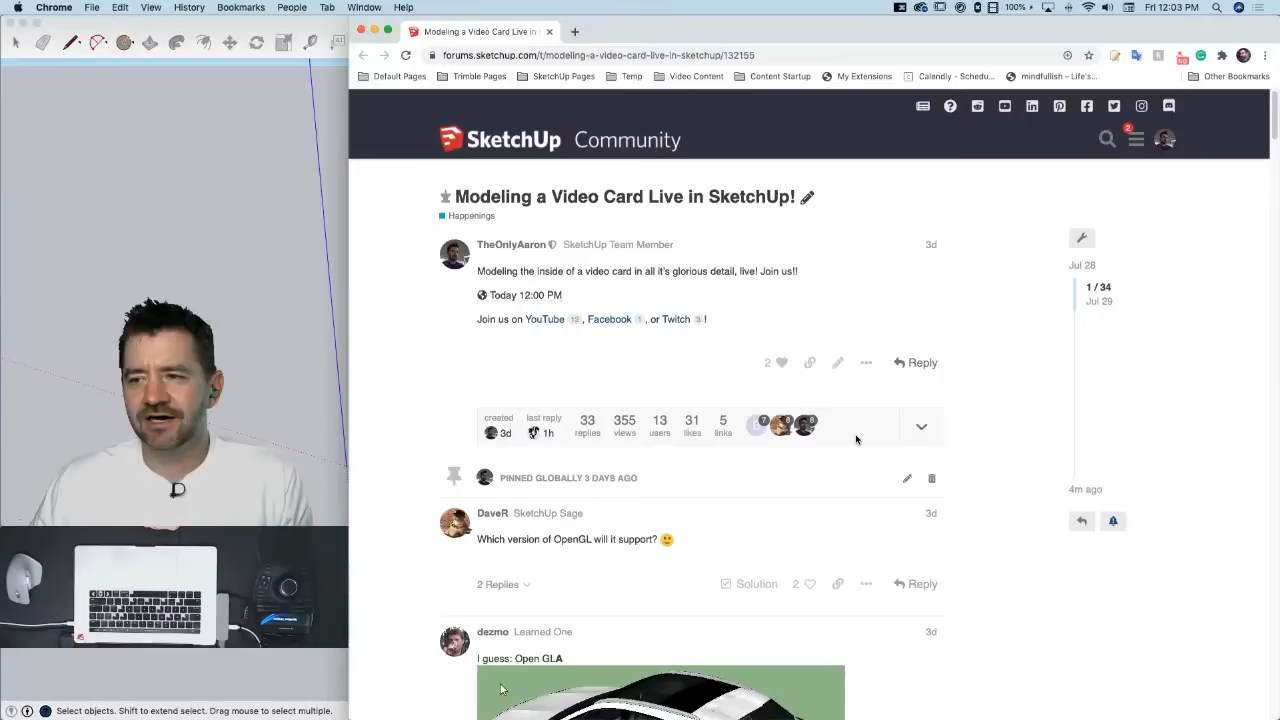 Chrome File Edit View History Bookmarks People Tab Window Help
100% Fri Jul 31 12:03 PM
Modeling a Video Card Live in
forums.sketchup.com/t/modeling-a-video-card-live-in-sketchup/132155
Default Pages Trimble Pages SketchUp Pages Temp Video Content Content Startup My Extensions Calendly - Schedu... mindfullish – Life's... Other Bookmarks
SketchUp Community
2
Modeling a Video Card Live in SketchUp!
Happenings
TheOnlyAaron SketchUp Team Member 3d
Modeling the inside of a video card in all it's glorious detail, live! Join us!!
Today 12:00 PM
Join us on YouTube 12, Facebook 1, or Twitch 3!
2 Reply
Jul 28
1 / 34
Jul 29
4m ago
created last reply 33 355 13 31 5
3d 1h replies views users likes links
PINNED GLOBALLY 3 DAYS AGO
DaveR SketchUp Sage 3d
Which version of OpenGL will it support?
2 Replies Solution 2 Reply
dezmo Learned One 3d
I guess: Open GLA
Select objects. Shift to extend select. Drag mouse to select multiple.